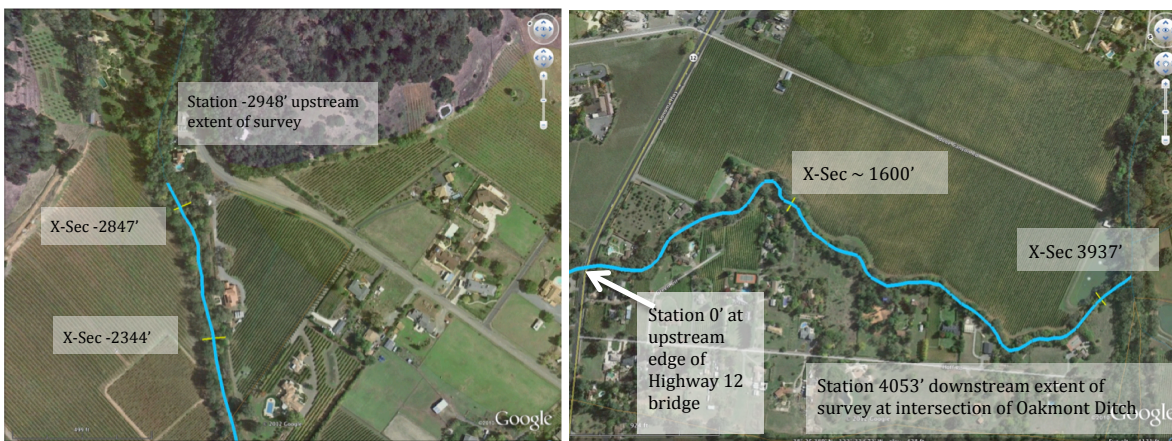 Station -2948’ upstream
extent of survey
X-Sec -2847’
X-Sec -2344’
Google
12
X-Sec ~ 1600’
X-Sec 3937’
Station 0’ at
upstream
edge of
Highway 12
bridge
Station 4053’ downstream extent of
survey at intersection of Oakmont Ditch
Google